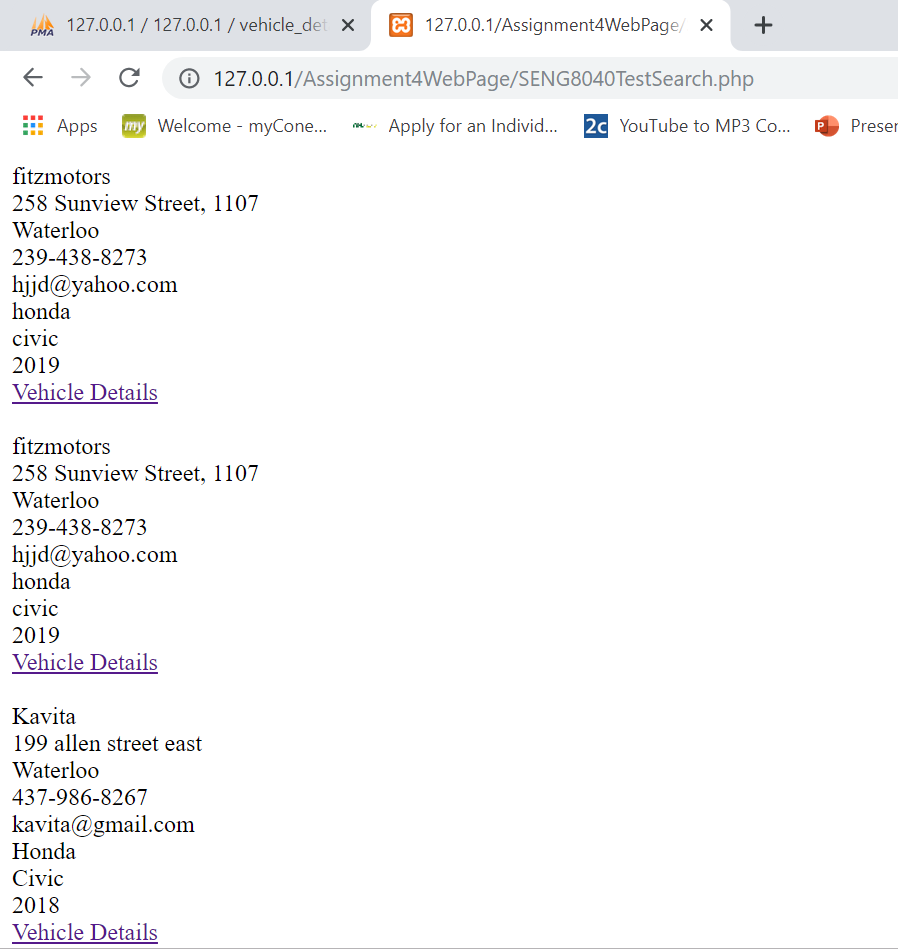 PMA 127.0.0.1 / 127.0.0.1 / vehicle_det
127.0.0.1/Assignment4WebPage/
127.0.0.1/Assignment4WebPage/SENG8040TestSearch.php
Apps my Welcome - myCone... Apply for an Individ... 2c YouTube to MP3 Co... P Preser
fitzmotors
258 Sunview Street, 1107
Waterloo
239-438-8273
hjjd@yahoo.com
honda
civic
2019
Vehicle Details
fitzmotors
258 Sunview Street, 1107
Waterloo
239-438-8273
hjjd@yahoo.com
honda
civic
2019
Vehicle Details
Kavita
199 allen street east
Waterloo
437-986-8267
kavita@gmail.com
Honda
Civic
2018
Vehicle Details